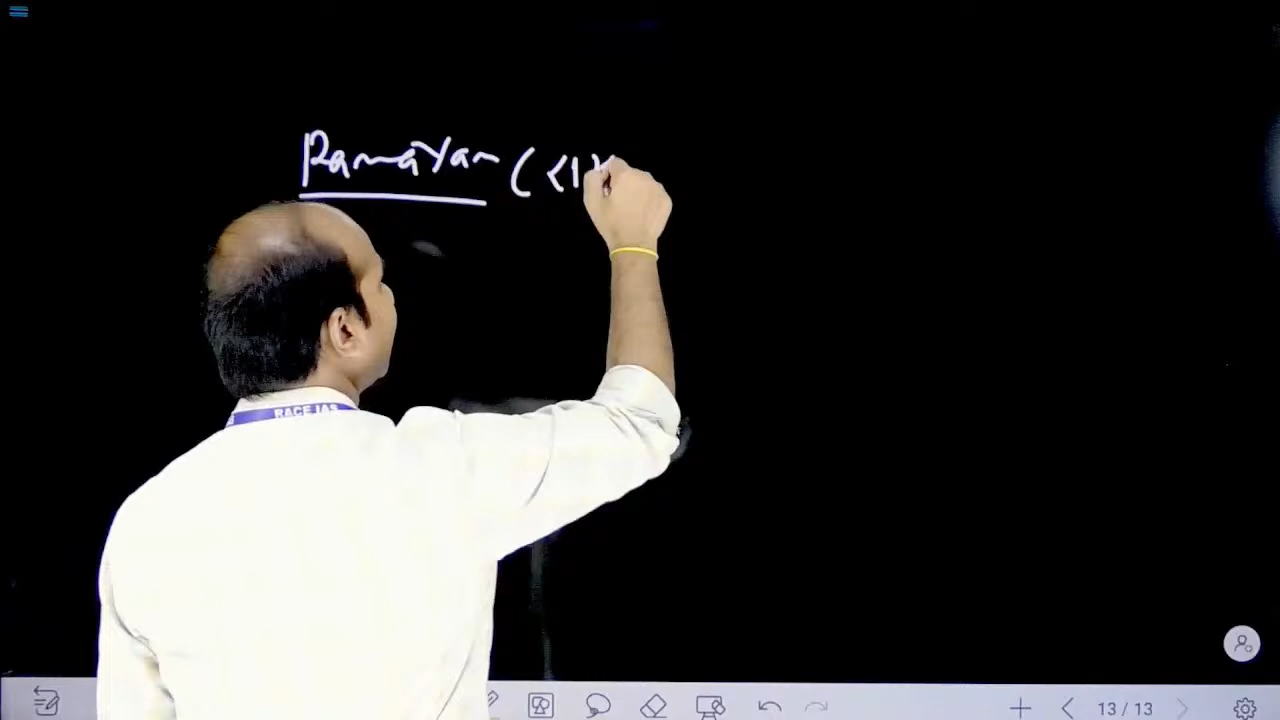 Ramayan (रा
RACE IAS
13 / 13